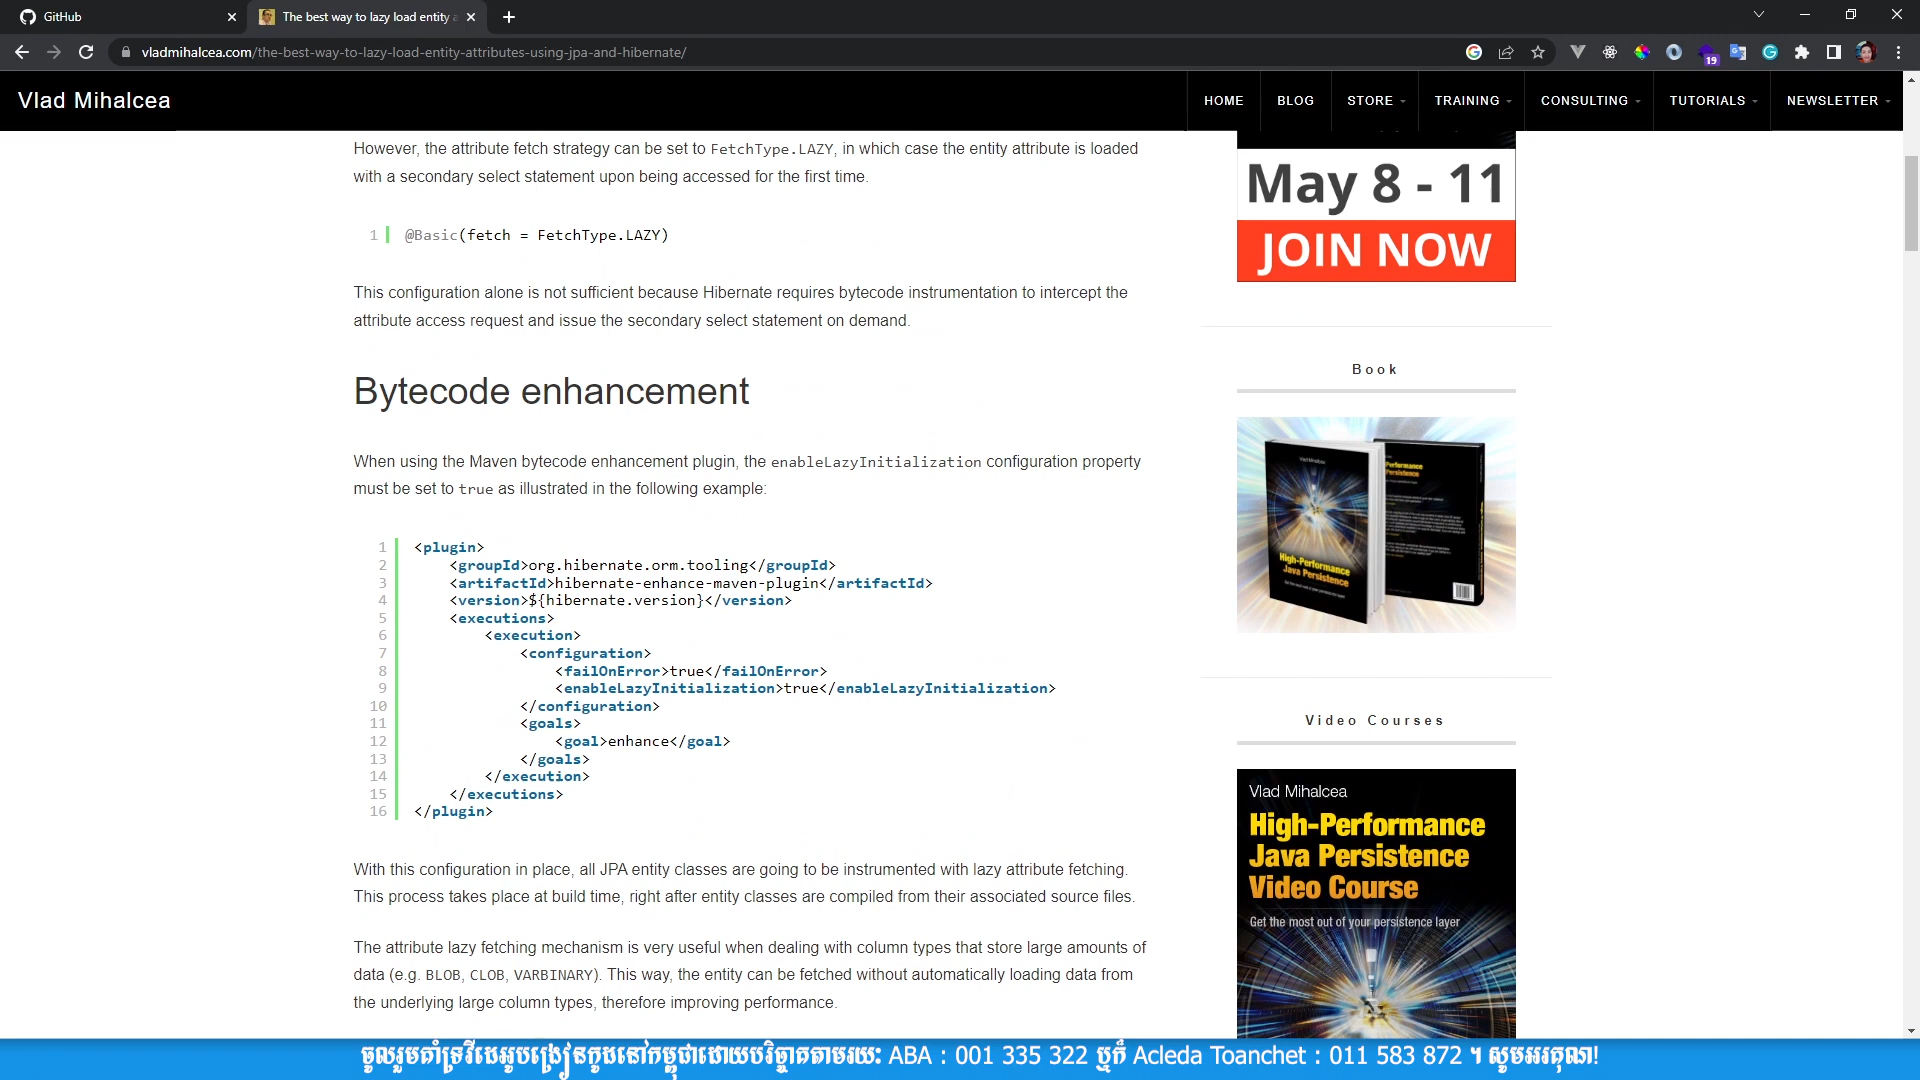 GitHub
The best way to lazy load entity a
vladmihalcea.com/the-best-way-to-lazy-load-entity-attributes-using-jpa-and-hibernate/
19
Vlad Mihalcea
HOME BLOG STORE TRAINING CONSULTING TUTORIALS NEWSLETTER
However, the attribute fetch strategy can be set to FetchType.LAZY, in which case the entity attribute is loaded
with a secondary select statement upon being accessed for the first time.
1 @Basic(fetch = FetchType.LAZY)
This configuration alone is not sufficient because Hibernate requires bytecode instrumentation to intercept the
attribute access request and issue the secondary select statement on demand.
Bytecode enhancement
When using the Maven bytecode enhancement plugin, the enableLazyInitialization configuration property
must be set to true as illustrated in the following example:
1 <plugin>
2 <groupId>org.hibernate.orm.tooling</groupId>
3 <artifactId>hibernate-enhance-maven-plugin</artifactId>
4 <version>${hibernate.version}</version>
5 <executions>
6 <execution>
7 <configuration>
8 <failOnError>true</failOnError>
9 <enableLazyInitialization>true</enableLazyInitialization>
10 </configuration>
11 <goals>
12 <goal>enhance</goal>
13 </goals>
14 </execution>
15 </executions>
16 </plugin>
With this configuration in place, all JPA entity classes are going to be instrumented with lazy attribute fetching.
This process takes place at build time, right after entity classes are compiled from their associated source files.
The attribute lazy fetching mechanism is very useful when dealing with column types that store large amounts of
data (e.g. BLOB, CLOB, VARBINARY). This way, the entity can be fetched without automatically loading data from
the underlying large column types, therefore improving performance.
May 8 - 11
JOIN NOW
Book
Vlad Mihalcea
High-Performance
Java Persistence
Video Courses
Vlad Mihalcea
High-Performance
Java Persistence
Video Course
Get the most out of your persistence layer
ចូលរួមគាំទ្រវីដេអូបង្រៀនកូដនៅកម្ពុជាដោយបរិច្ចាគតាមរយៈ ABA : 001 335 322 ឬក៏ Acleda Toanchet : 011 583 872 ។ សូមអរគុណ!